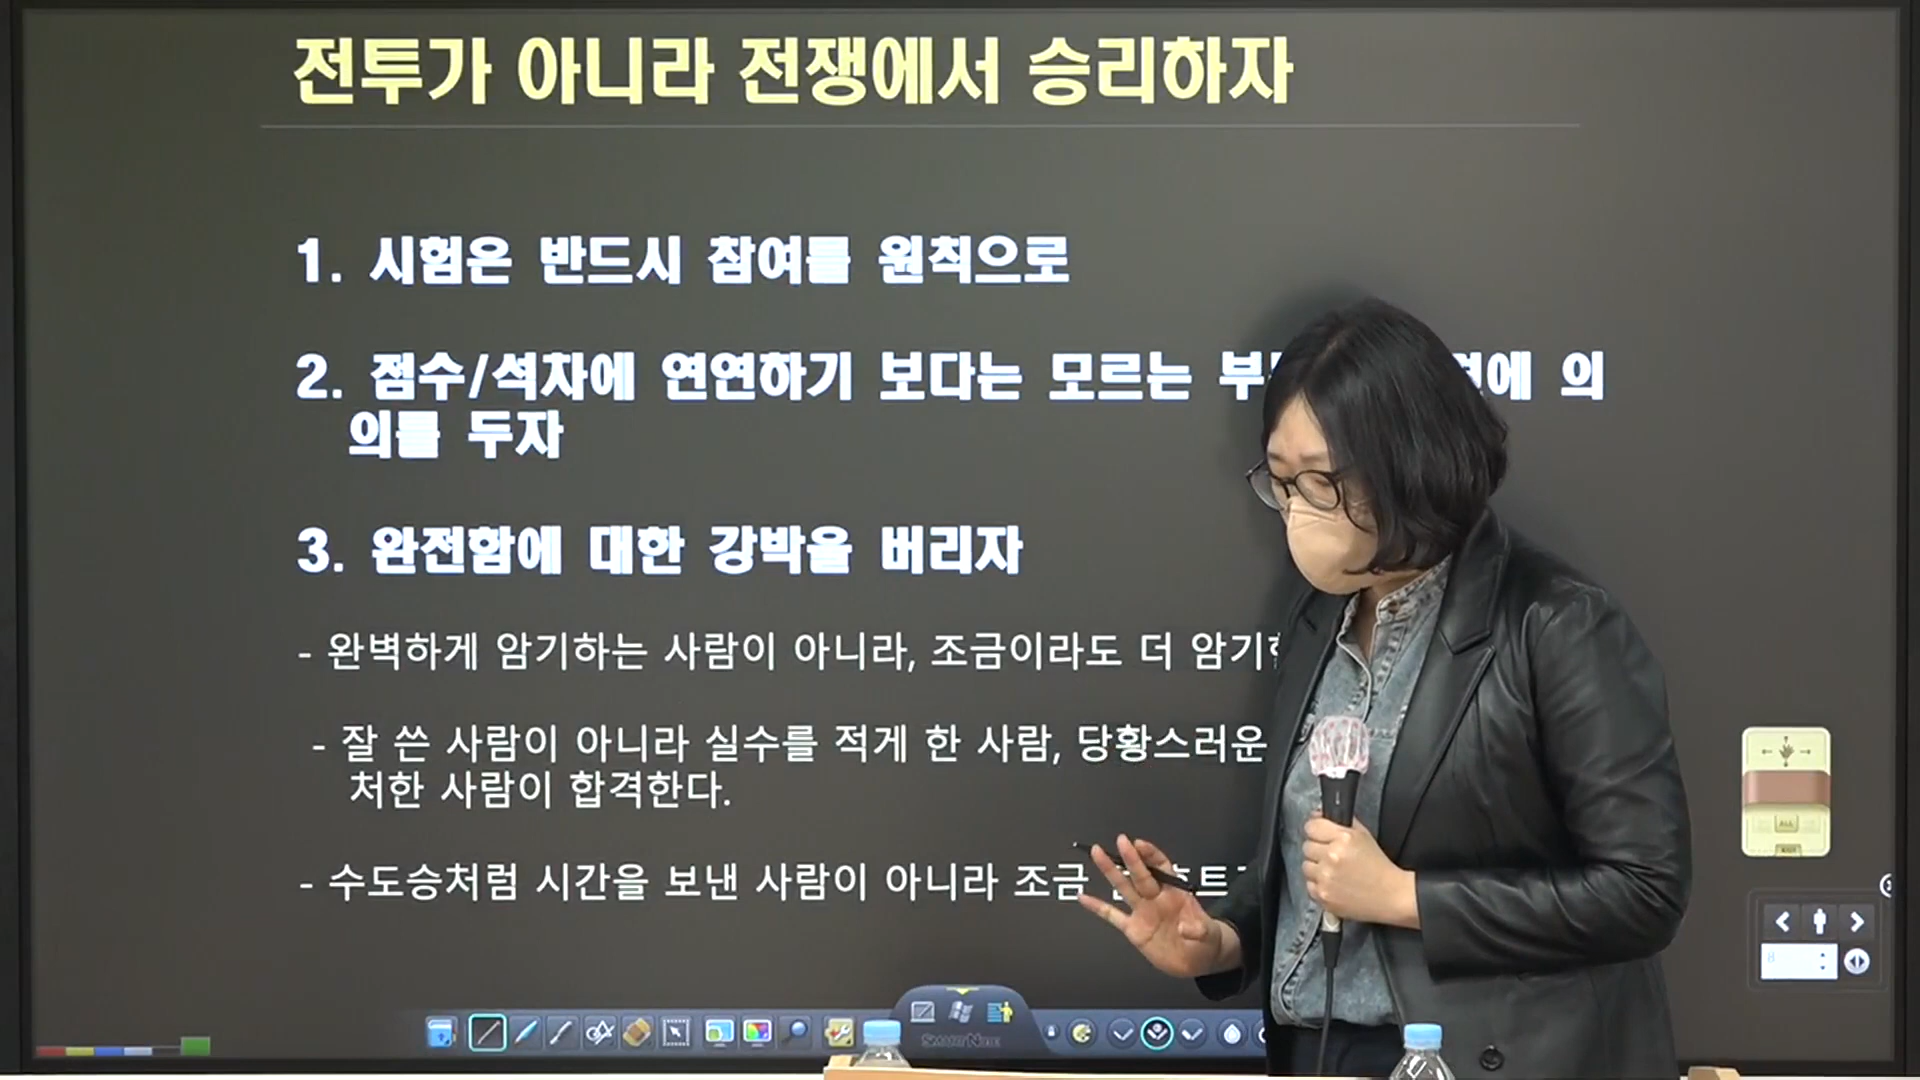 전투가 아니라 전쟁에서 승리하자
1. 시험은 반드시 참여를 원칙으로
2. 점수/석차에 연연하기 보다는 모르는 의
의를 두자
3. 완전함에 대한 강박을 버리자
- 완벽하게 암기하는 사람이 아니라, 조금이라도 더
- 잘 쓴 사람이 아니라 실수를 적게 한 사람, 당황스러운
처한 사람이 합격한다.
- 수도승처럼 시간을 보낸 사람이 아니라 조금
ALL